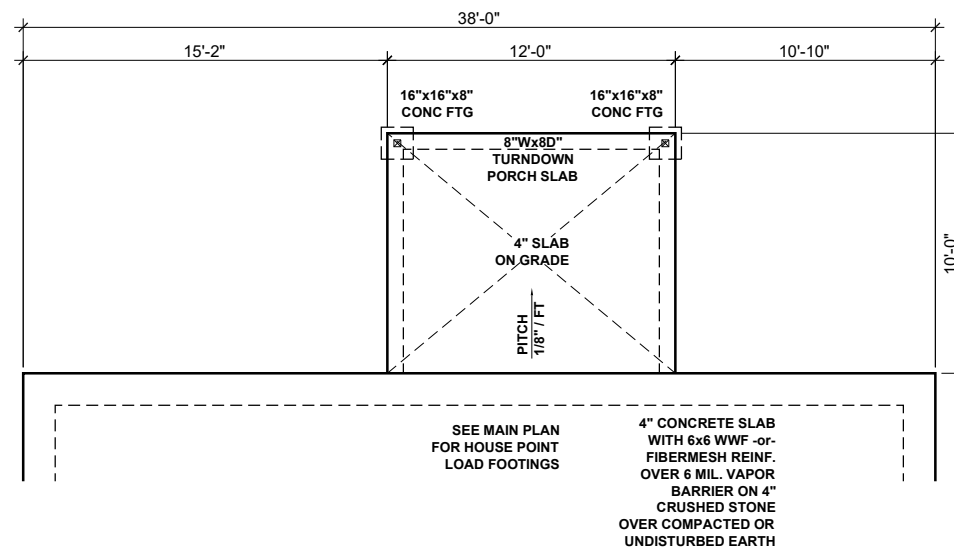 38'-0"
15'-2"
12'-0"
10'-10"
16"x16"x8"
CONC FTG
16"x16"x8"
CONC FTG
8"Wx8D"
TURNDOWN
PORCH SLAB
4" SLAB
ON GRADE
10'-0"
PITCH
1/8" / FT
SEE MAIN PLAN
FOR HOUSE POINT
LOAD FOOTINGS
4" CONCRETE SLAB
WITH 6x6 WWF -or-
FIBERMESH REINF.
OVER 6 MIL. VAPOR
BARRIER ON 4"
CRUSHED STONE
OVER COMPACTED OR
UNDISTURBED EARTH